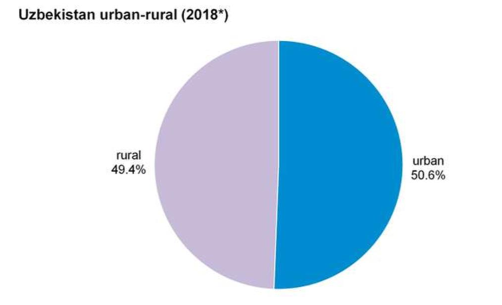 Uzbekistan urban-rural (2018*)
rural
49.4%
urban
50.6%